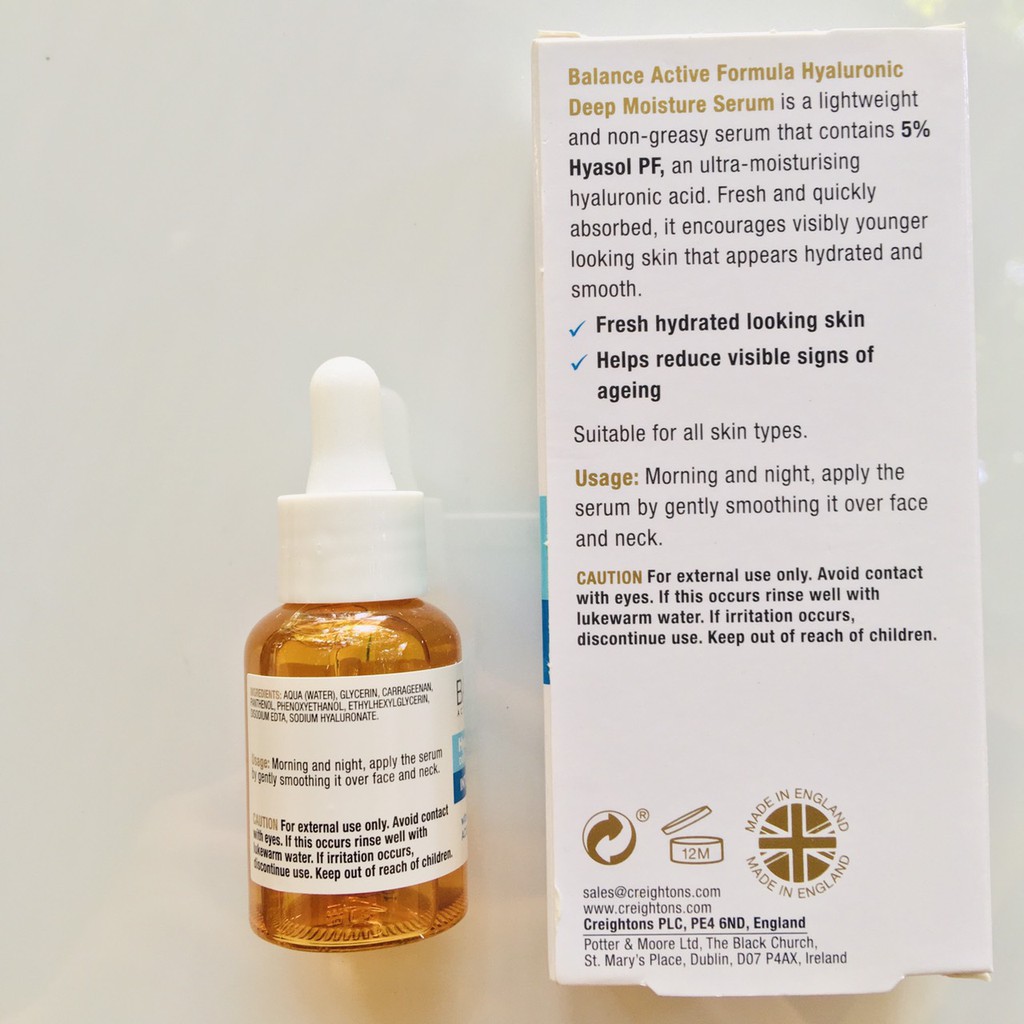 INGREDIENTS: AQUA (WATER), GLYCERIN, CARRAGEENAN,
PANTHENOL, PHENOXYETHANOL, ETHYLHEXYLGLYCERIN,
DISODIUM EDTA, SODIUM HYALURONATE.
Usage: Morning and night, apply the serum
by gently smoothing it over face and neck.
CAUTION For external use only. Avoid contact
with eyes. If this occurs rinse well with
lukewarm water. If irritation occurs,
discontinue use. Keep out of reach of children.
Balance Active Formula Hyaluronic
Deep Moisture Serum is a lightweight
and non-greasy serum that contains 5%
Hyasol PF, an ultra-moisturising
hyaluronic acid. Fresh and quickly
absorbed, it encourages visibly younger
looking skin that appears hydrated and
smooth.
✓ Fresh hydrated looking skin
✓ Helps reduce visible signs of
ageing
Suitable for all skin types.
Usage: Morning and night, apply the
serum by gently smoothing it over face
and neck.
CAUTION For external use only. Avoid contact
with eyes. If this occurs rinse well with
lukewarm water. If irritation occurs,
discontinue use. Keep out of reach of children.
®
12M
MADE IN ENGLAND
MADE IN ENGLAND
sales@creightons.com
www.creightons.com
Creightons PLC, PE4 6ND, England
Potter & Moore Ltd, The Black Church,
St. Mary's Place, Dublin, D07 P4AX, Ireland